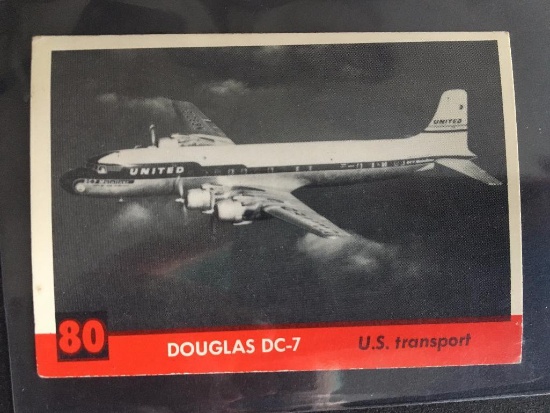 UNITED
UNITED
80
DOUGLAS DC-7
U.S. transport